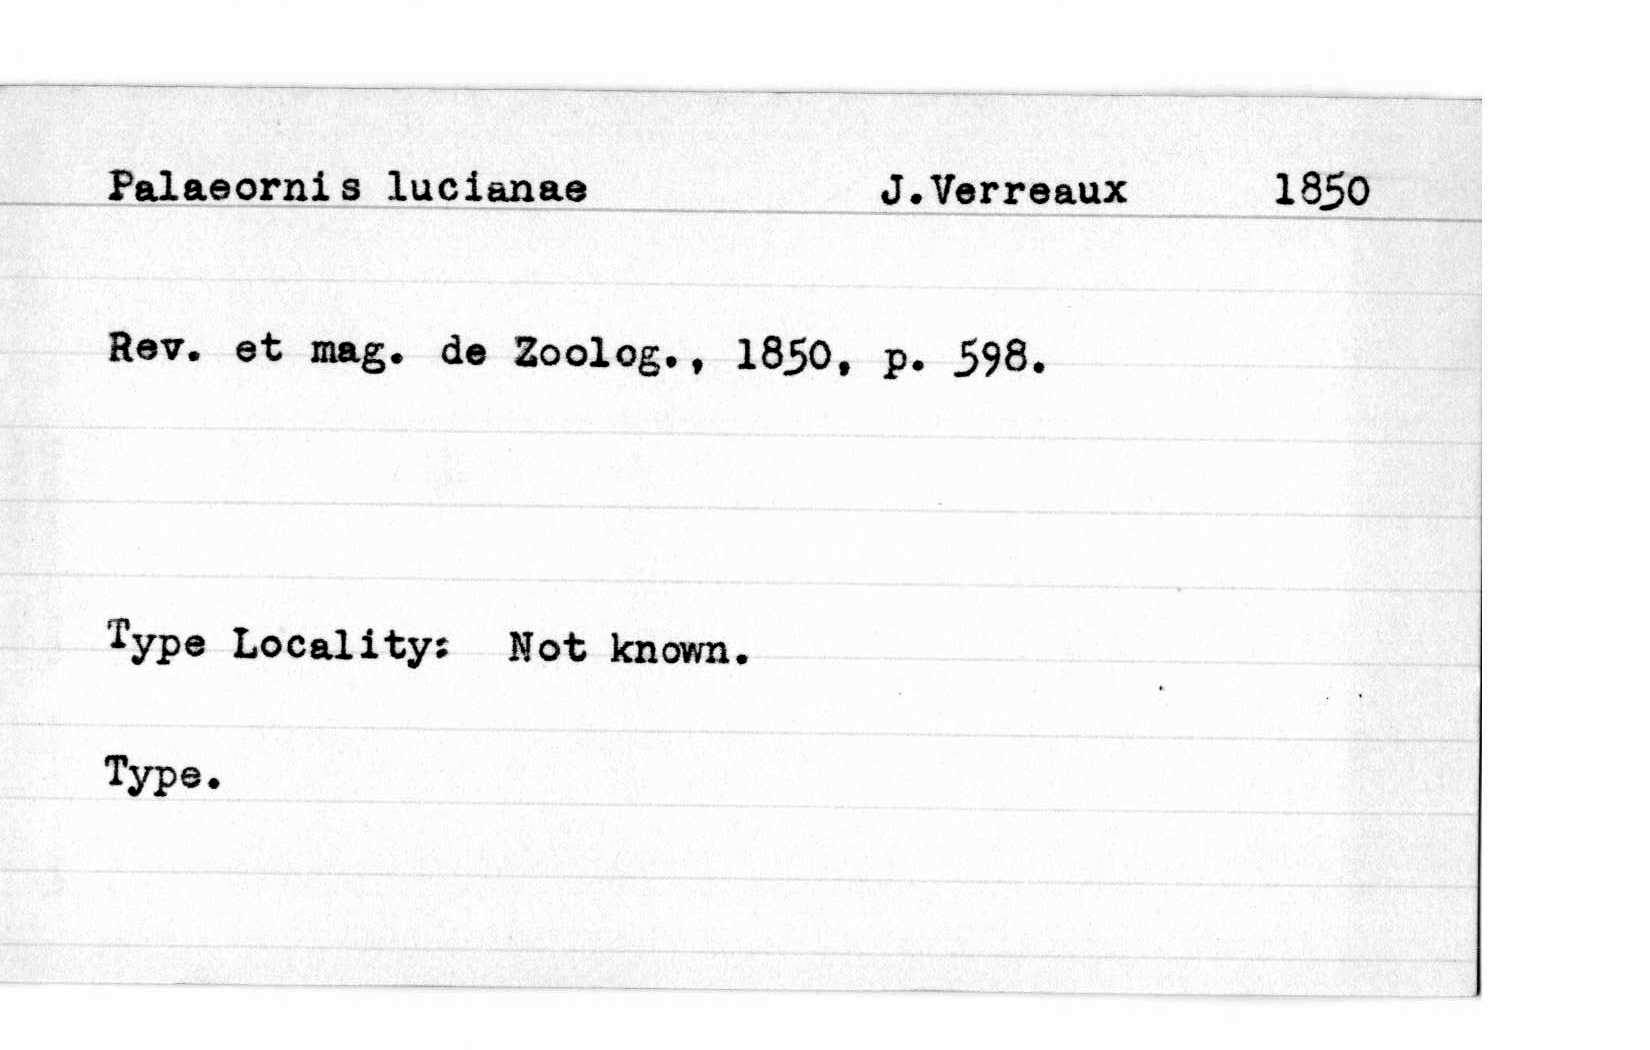 Palaeornis lucianae J.Verreaux 1850
Rev. et mag. de Zoolog., 1850, p. 598.
Type Locality: Not known.
Type.